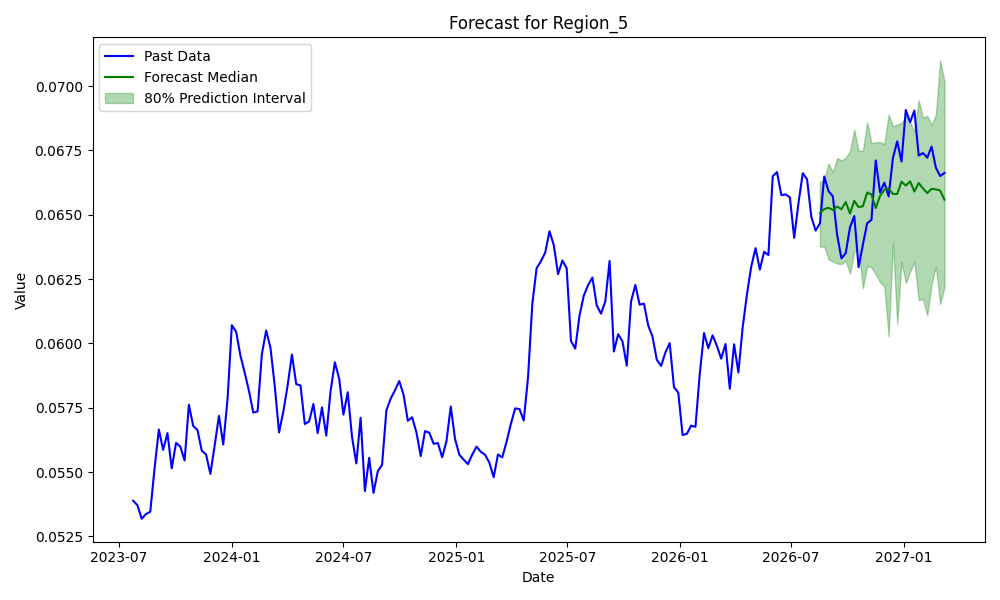 Forecast for Region_5
Past Data
Forecast Median
80% Prediction Interval
0.0700
0.0675
0.0650
0.0625
0.0600
0.0575
0.0550
0.0525
Value
2023-07 2024-01 2024-07 2025-01 2025-07 2026-01 2026-07 2027-01
Date